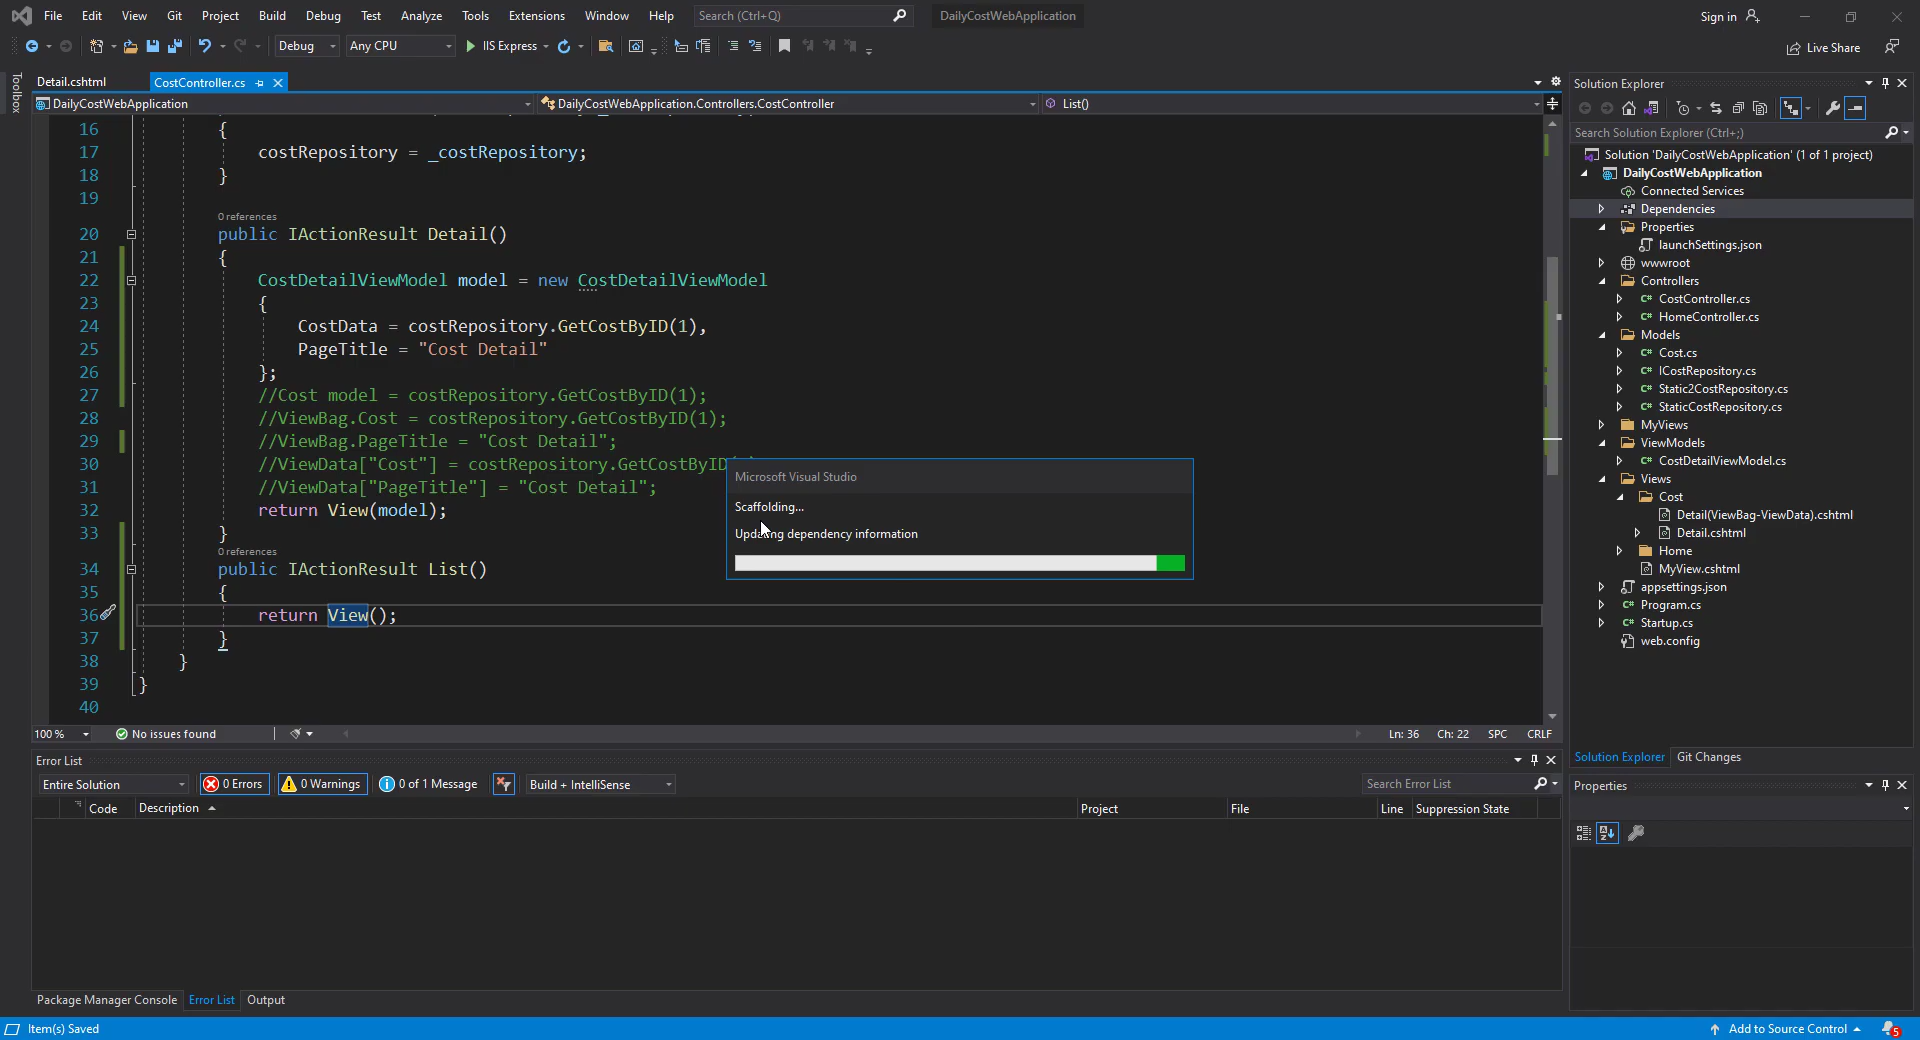 File Edit View Git Project Build Debug Test Analyze Tools Extensions Window Help Search (Ctrl+Q) DailyCostWebApplication Sign in
Debug Any CPU IIS Express Live Share
Toolbox
Detail.cshtml CostController.cs
DailyCostWebApplication DailyCostWebApplication.Controllers.CostController List()
16 {
17 costRepository = _costRepository;
18 }
19
0 references
20 public IActionResult Detail()
21 {
22 CostDetailViewModel model = new CostDetailViewModel
23 {
24 CostData = costRepository.GetCostByID(1),
25 PageTitle = "Cost Detail"
26 };
27 //Cost model = costRepository.GetCostByID(1);
28 //ViewBag.Cost = costRepository.GetCostByID(1);
29 //ViewBag.PageTitle = "Cost Detail";
30 //ViewData["Cost"] = costRepository.GetCostByID
31 //ViewData["PageTitle"] = "Cost Detail";
32 return View(model);
33 }
0 references
34 public IActionResult List()
35 {
36 return View();
37 }
38 }
39 }
40
Microsoft Visual Studio
Scaffolding...
Updating dependency information
100 % No issues found Ln: 36 Ch: 22 SPC CRLF
Error List
Entire Solution 0 Errors 0 Warnings 0 of 1 Message Build + IntelliSense Search Error List
Code Description Project File Line Suppression State
Package Manager Console Error List Output
Solution Explorer
Search Solution Explorer (Ctrl+;)
Solution 'DailyCostWebApplication' (1 of 1 project)
DailyCostWebApplication
Connected Services
Dependencies
Properties
launchSettings.json
wwwroot
Controllers
C# CostController.cs
C# HomeController.cs
Models
C# Cost.cs
C# ICostRepository.cs
C# Static2CostRepository.cs
C# StaticCostRepository.cs
MyViews
ViewModels
C# CostDetailViewModel.cs
Views
Cost
Detail(ViewBag-ViewData).cshtml
Detail.cshtml
Home
MyView.cshtml
appsettings.json
C# Program.cs
C# Startup.cs
web.config
Solution Explorer Git Changes
Properties
Item(s) Saved Add to Source Control 5